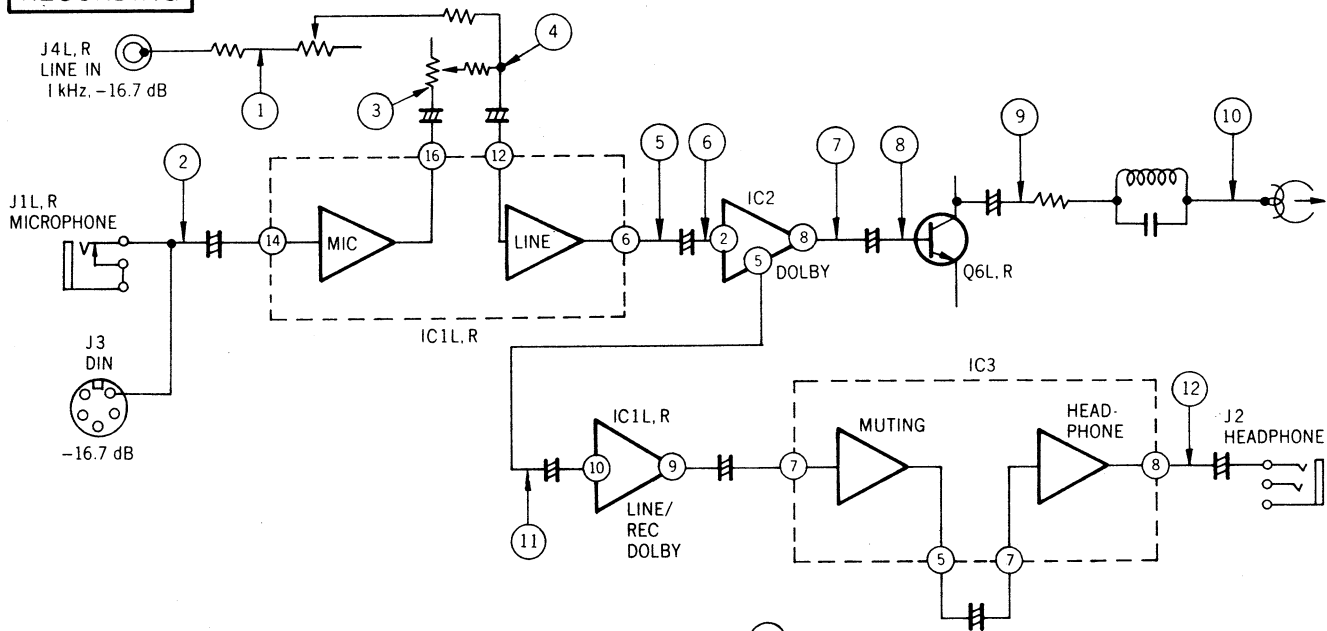 J4L, R
LINE IN
1 kHz, -16.7 dB
1
3
4
2
16
12
5
6
7
8
9
10
J1L, R
MICROPHONE
14
MIC
LINE
6
IC2
2
8
5
DOLBY
Q6L, R
IC1L, R
J3
DIN
-16.7 dB
IC3
12
IC1L, R
MUTING
HEAD-
PHONE
J2
HEADPHONE
10
9
7
8
11
LINE/
REC
DOLBY
5
7